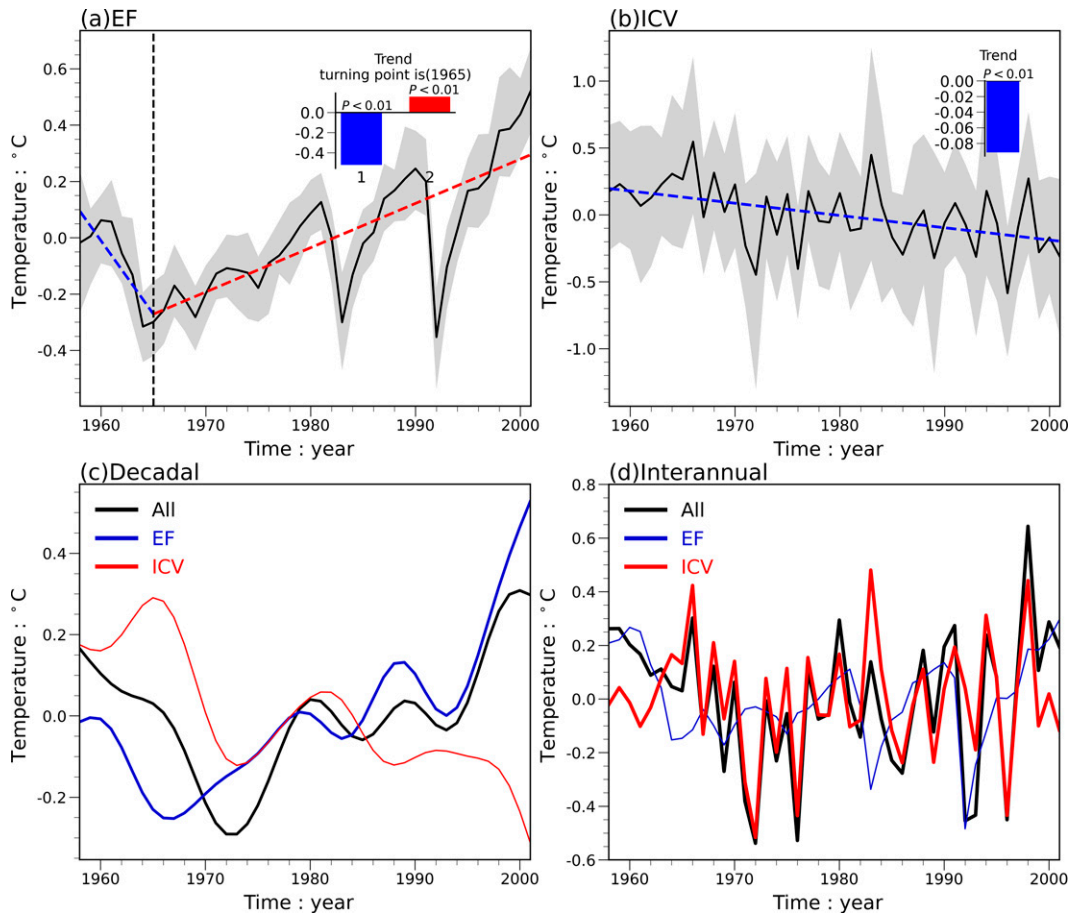 (a)EF
Temperature : °C
0.6
0.4
0.2
0.0
-0.2
-0.4
Trend
turning point is(1965)
0.0
-0.2
-0.4
P < 0.01
P < 0.01
1
2
1960
1970
1980
1990
2000
Time : year
(b)ICV
Temperature : °C
1.0
0.5
0.0
-0.5
-1.0
Trend
P < 0.01
0.00
-0.02
-0.04
-0.06
-0.08
1960
1970
1980
1990
2000
Time : year
(c)Decadal
Temperature : °C
0.4
0.2
0.0
-0.2
All
EF
ICV
1960
1970
1980
1990
2000
Time : year
(d)Interannual
Temperature : °C
0.8
0.6
0.4
0.2
0.0
-0.2
-0.4
-0.6
All
EF
ICV
1960
1970
1980
1990
2000
Time : year